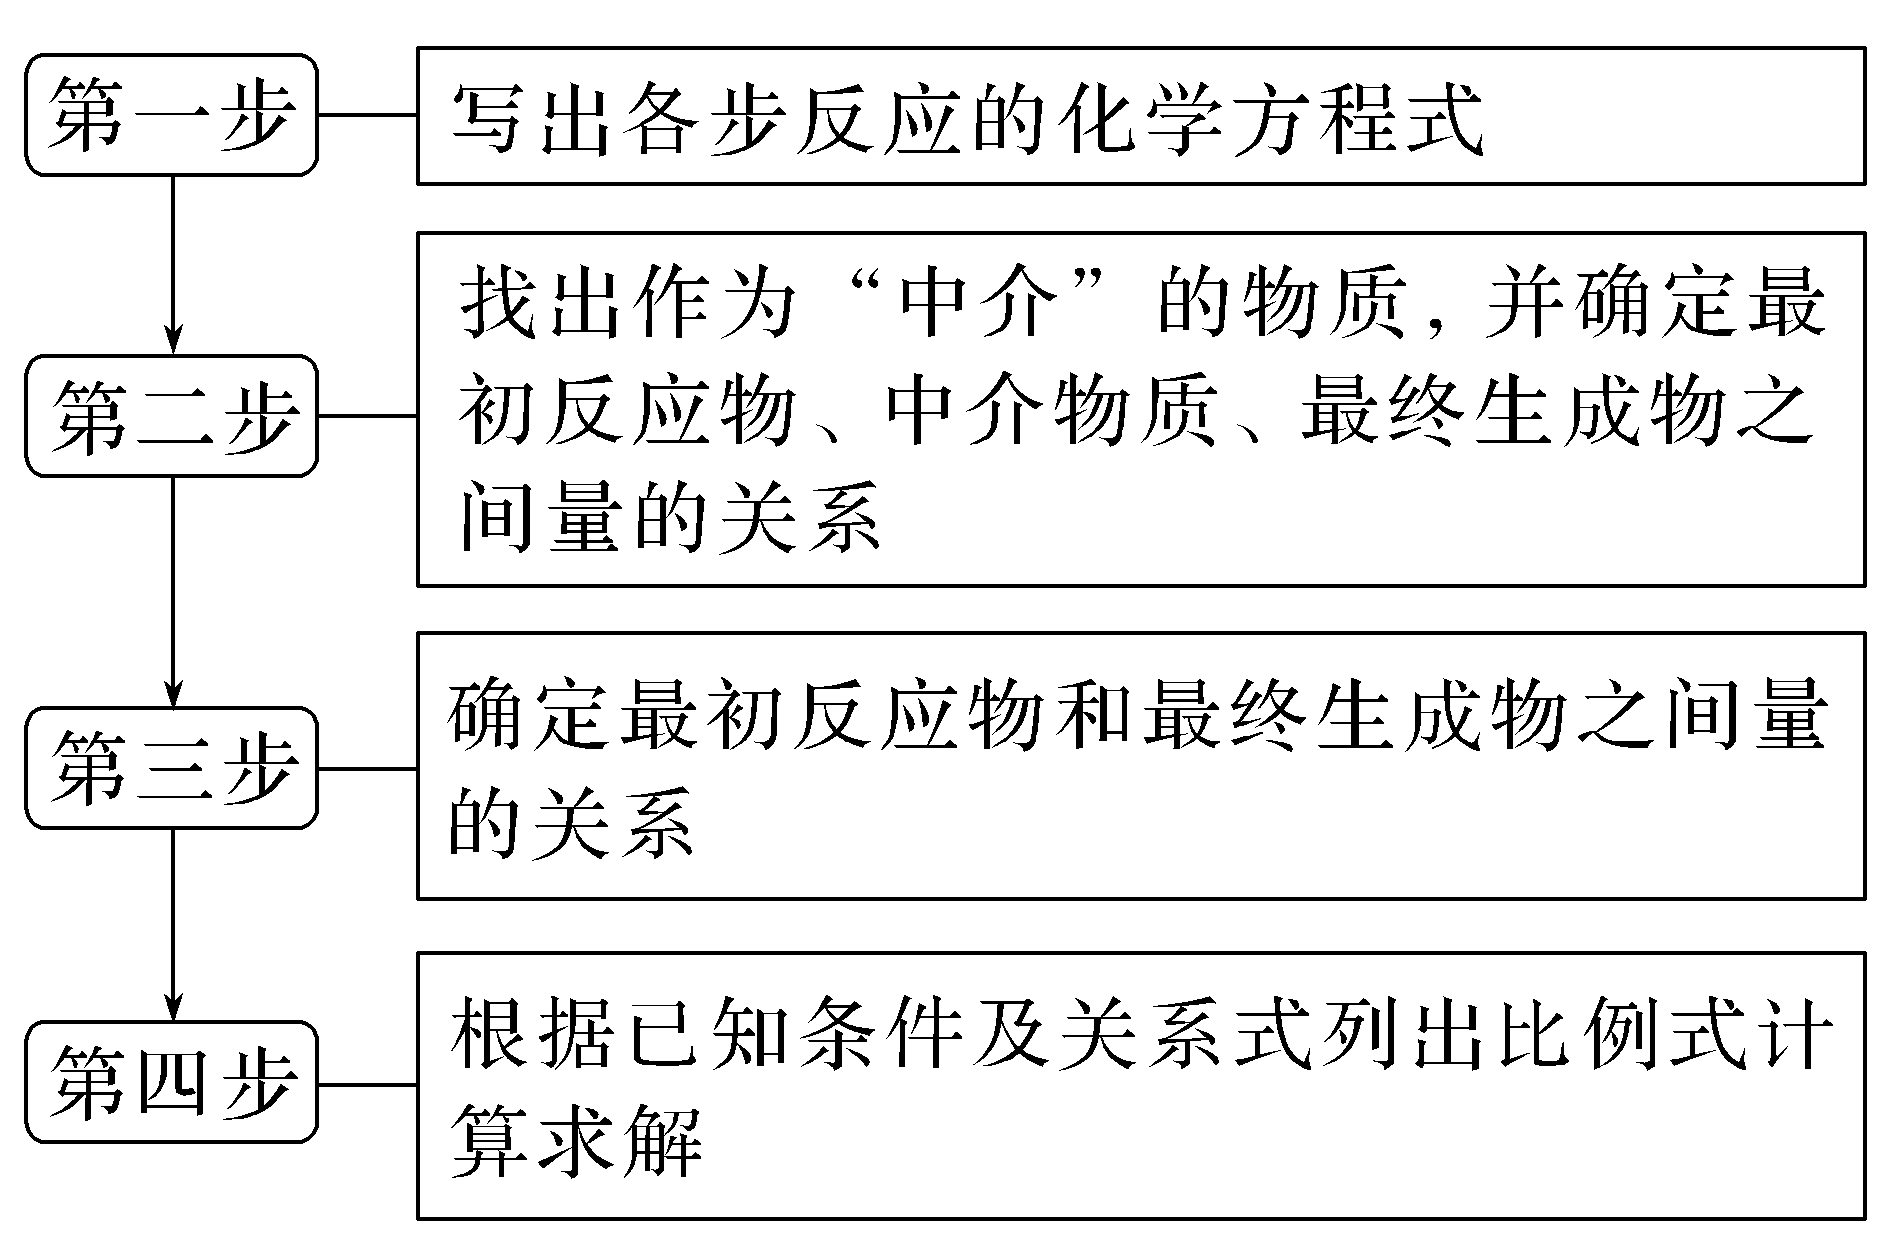 第一步
写出各步反应的化学方程式
第二步
找出作为“中介”的物质,并确定最
初反应物、中介物质、最终生成物之
间量的关系
第三步
确定最初反应物和最终生成物之间量
的关系
第四步
根据已知条件及关系式列出比例式计
算求解